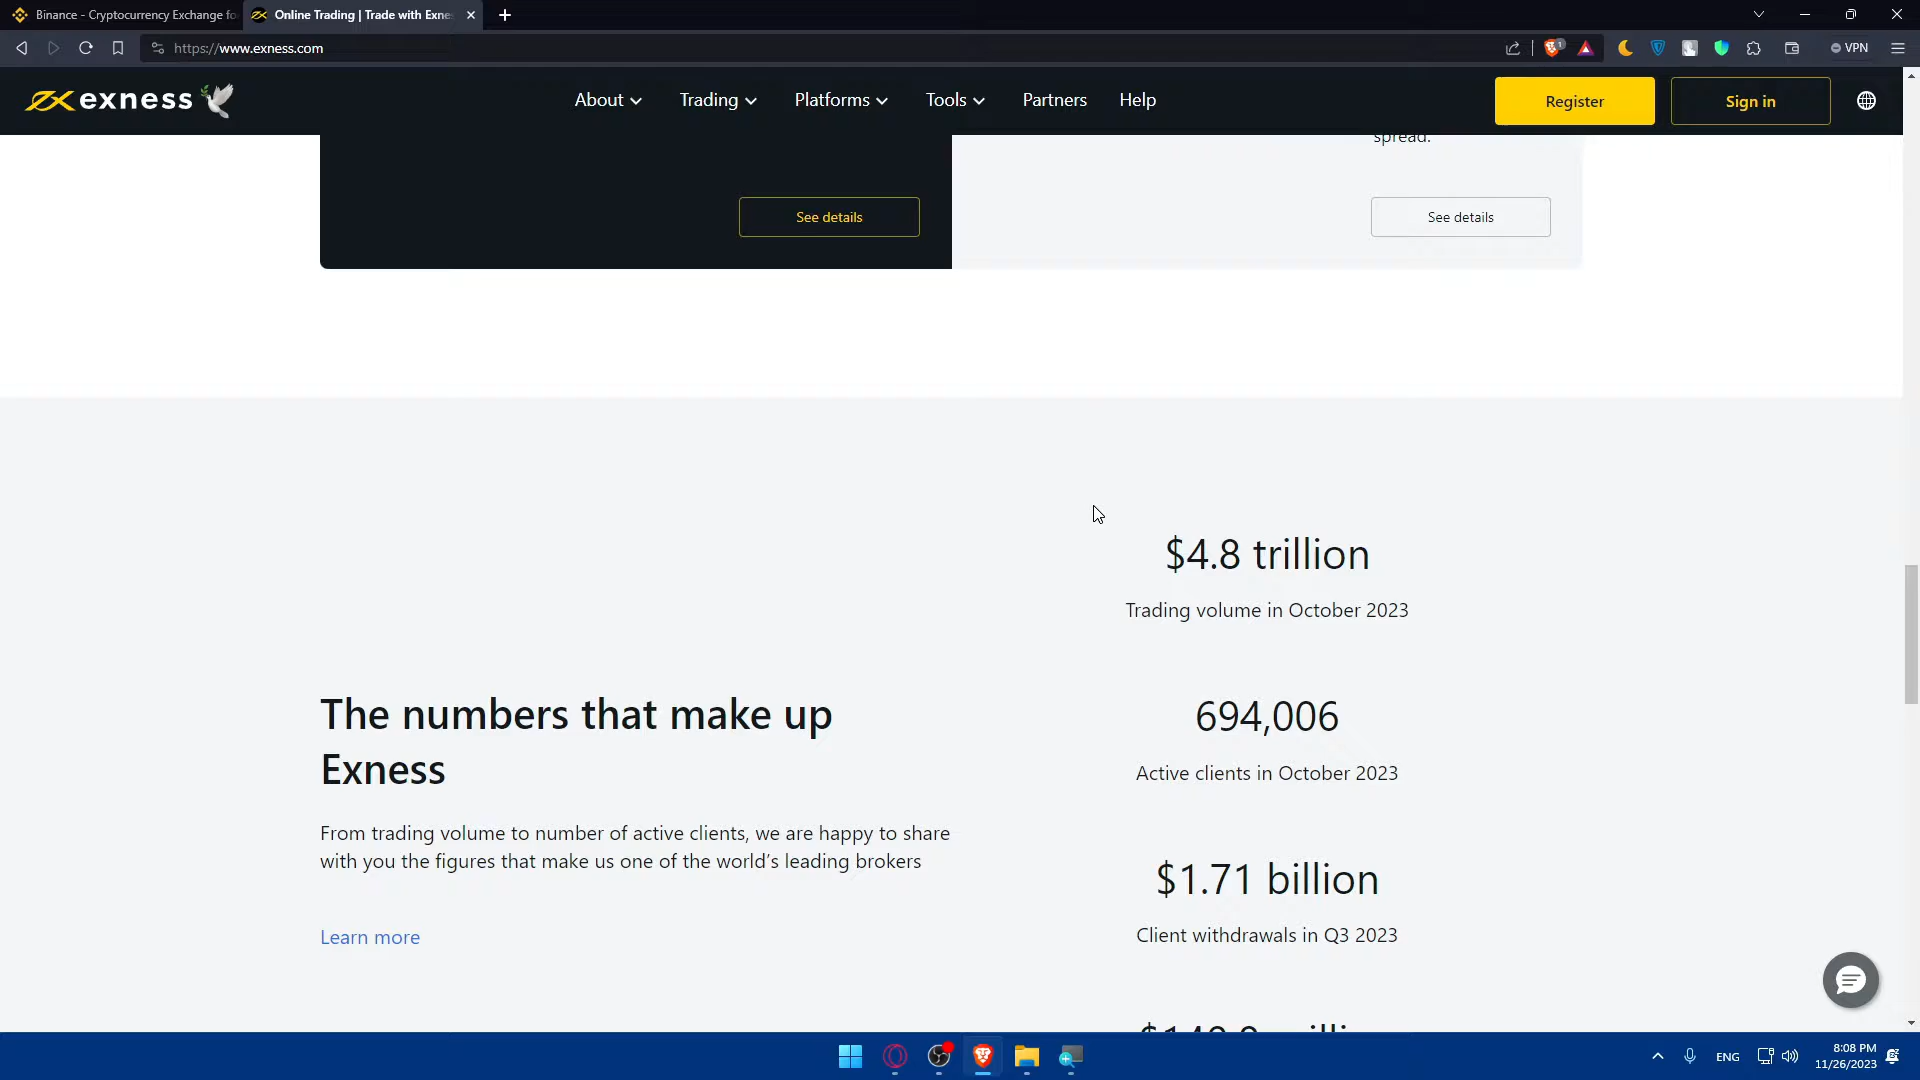 Binance - Cryptocurrency Exchange fo
Online Trading | Trade with Exne
https://www.exness.com
1
VPN
exness
About
Trading
Platforms
Tools
Partners
Help
Register
Sign in
spread.
See details
See details
$4.8 trillion
Trading volume in October 2023
The numbers that make up
Exness
From trading volume to number of active clients, we are happy to share
with you the figures that make us one of the world's leading brokers
Learn more
694,006
Active clients in October 2023
$1.71 billion
Client withdrawals in Q3 2023
ENG
8:08 PM
11/26/2023